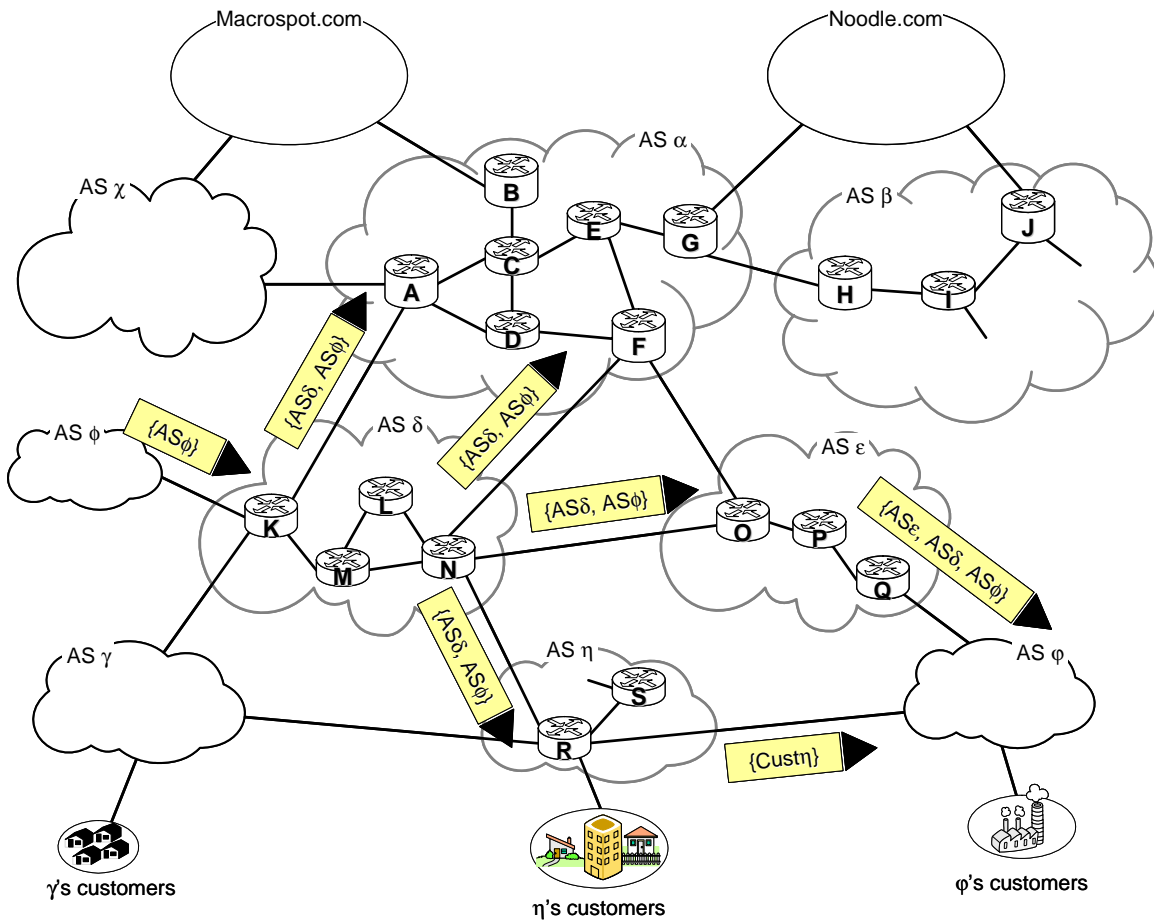 Macrospot.com
Noodle.com
AS α
AS χ
AS β
B
E
G
J
C
A
H
I
D
F
{ASδ, ASϕ}
{ASδ, ASϕ}
AS ϕ
{ASϕ}
AS δ
AS ε
L
{ASδ, ASϕ}
{ASε, ASδ, ASϕ}
K
O
P
M
N
Q
{ASδ, ASϕ}
AS γ
AS η
AS φ
S
R
{Custη}
γ's customers
η's customers
φ's customers